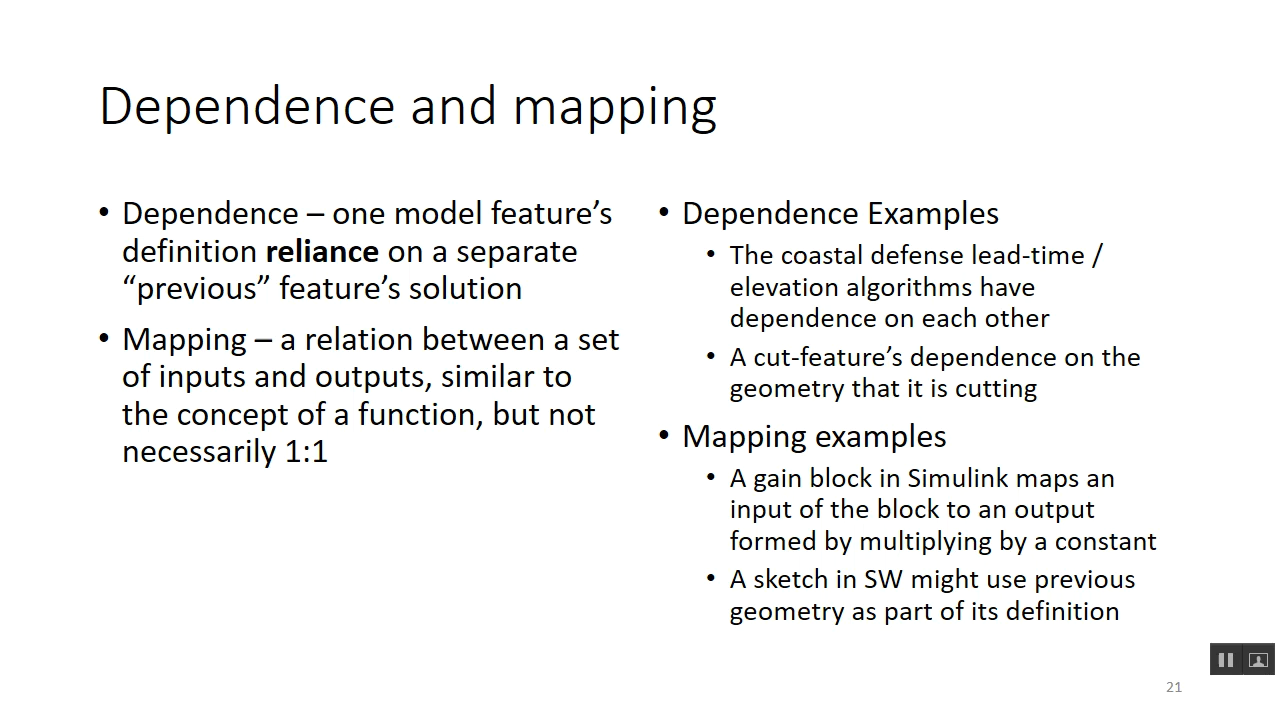 Dependence and mapping
• Dependence – one model feature’s
definition reliance on a separate
“previous” feature’s solution
• Mapping – a relation between a set
of inputs and outputs, similar to
the concept of a function, but not
necessarily 1:1
• Dependence Examples
• The coastal defense lead-time /
elevation algorithms have
dependence on each other
• A cut-feature’s dependence on the
geometry that it is cutting
• Mapping examples
• A gain block in Simulink maps an
input of the block to an output
formed by multiplying by a constant
• A sketch in SW might use previous
geometry as part of its definition
21